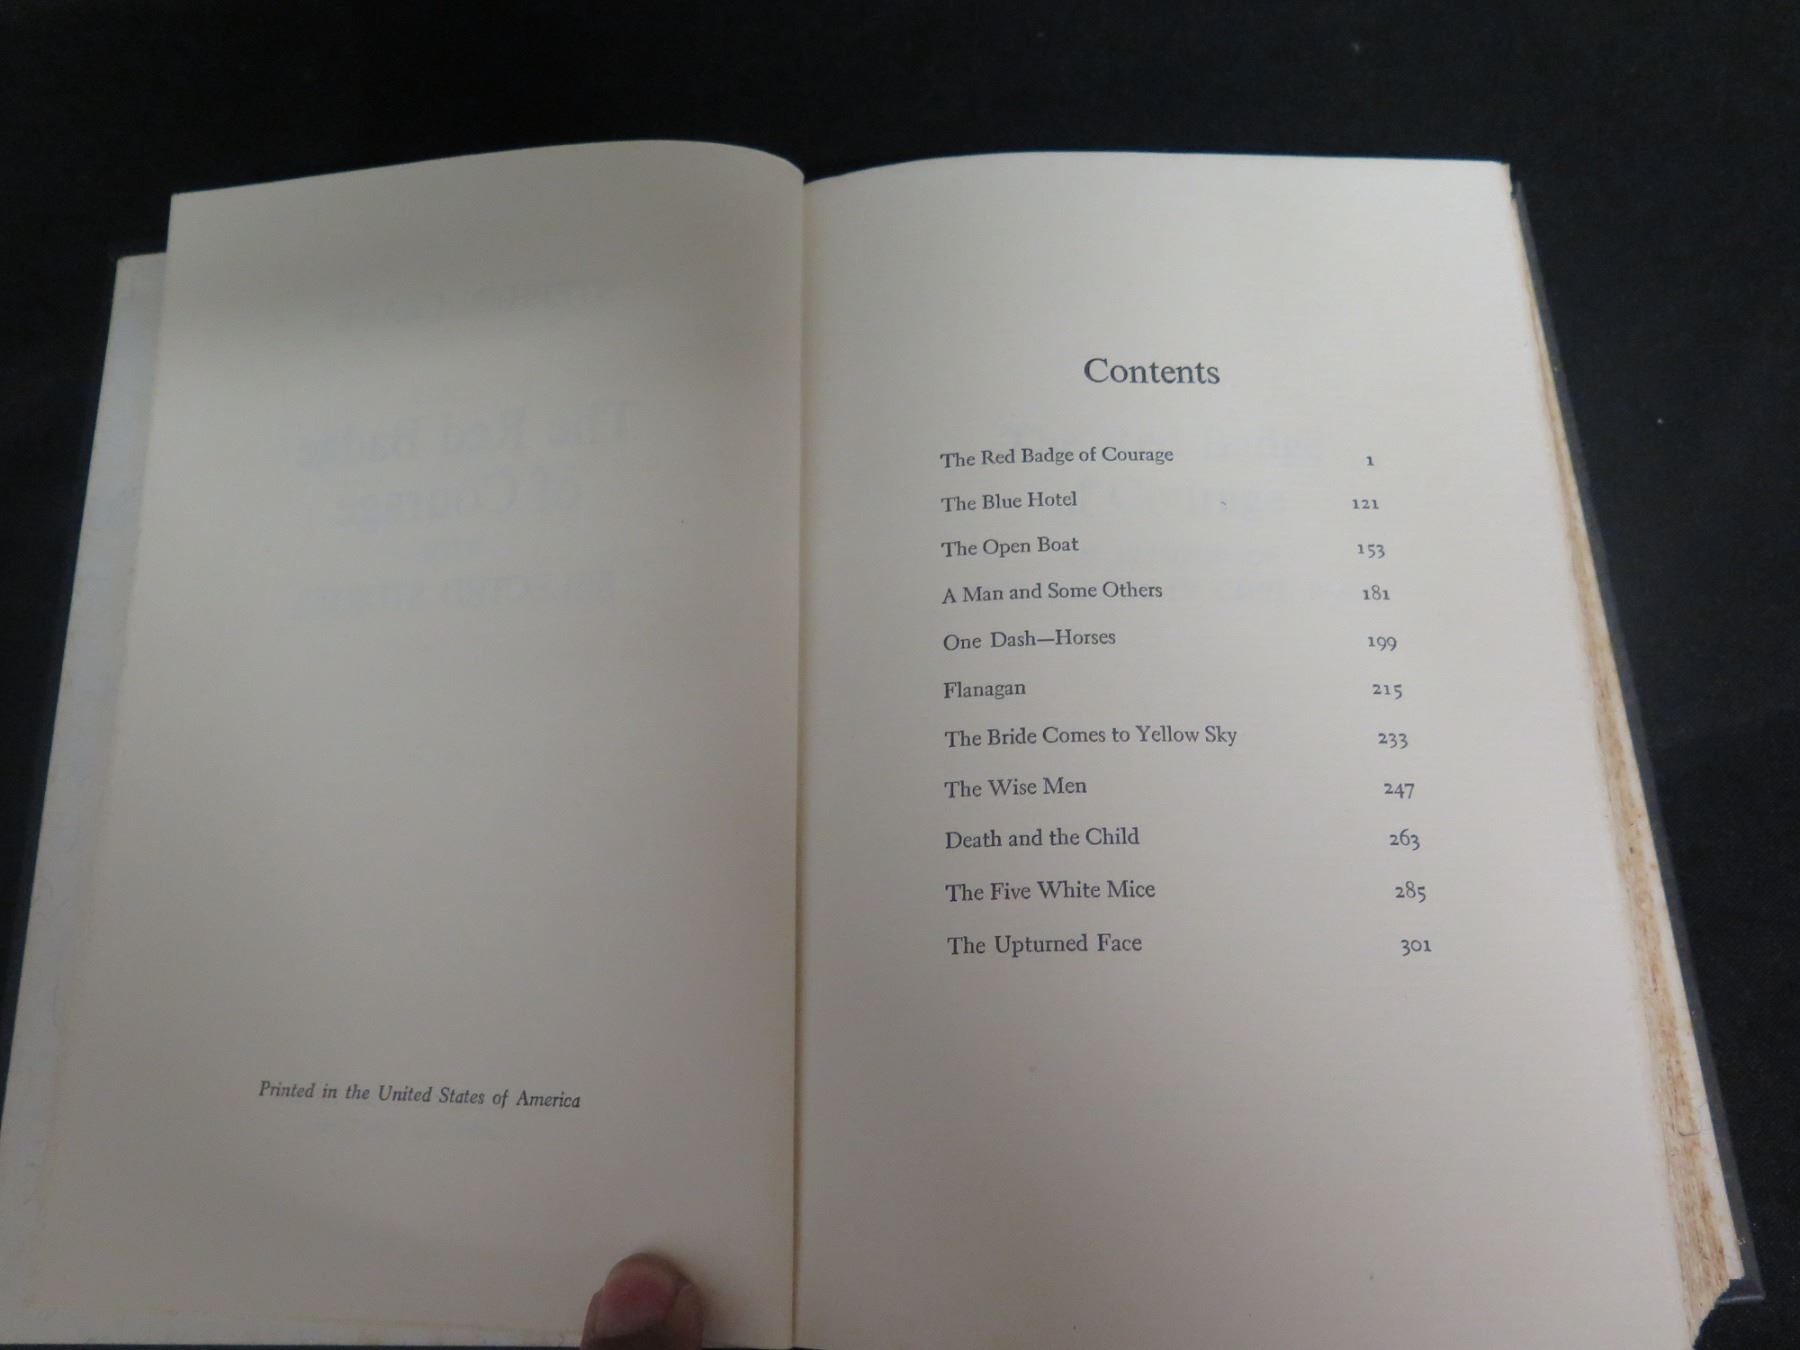 Printed in the United States of America
Contents
The Red Badge of Courage 1
The Blue Hotel 121
The Open Boat 153
A Man and Some Others 181
One Dash—Horses 199
Flanagan 215
The Bride Comes to Yellow Sky 233
The Wise Men 247
Death and the Child 263
The Five White Mice 285
The Upturned Face 301